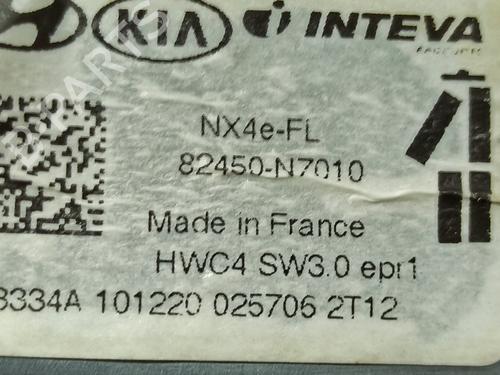 KIA INTEVA
NX4e-FL
82450-N7010
Made in France
HWC4 SW3.0 epr1
3334A 101220 025706 2T12